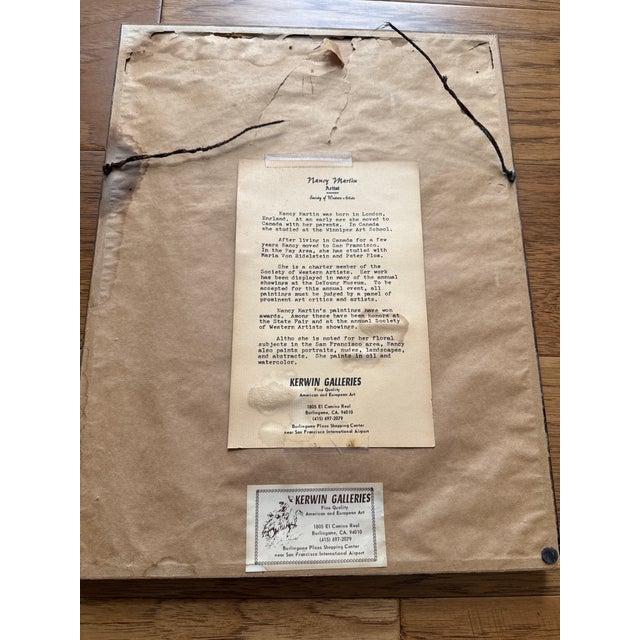 Nancy Martin
Artist
Society of Western Artists
Nancy Martin was born in London,
England. At an early age she moved to
Canada with her parents. In Canada
she studied at the Winnipeg Art School.
After living in Canada for a few
years Nancy moved to San Francisco.
In the Bay Area, she has studied with
Maria Von Ridelstein and Peter Blos.
She is a charter member of the
Society of Western Artists. Her work
has been displayed in many of the annual
showings at the DeYoung Museum. To be
accepted for this annual event, all
paintings must be judged by a panel of
prominent art critics and artists.
Nancy Martin's paintings have won
awards. Among these have been honors at
the State Fair and at the annual Society
of Western Artists showings.
Altho she is noted for her floral
subjects in the San Francisco area, Nancy
also paints portraits, nudes, landscapes,
and abstracts. She paints in oil and
watercolor.
KERWIN GALLERIES
Fine Quality
American and European Art
1805 El Camino Real
Burlingame, CA. 94010
(415) 697-2079
Burlingame Plaza Shopping Center
near San Francisco International Airport
KERWIN GALLERIES
Fine Quality
American and European Art
1805 El Camino Real
Burlingame, CA. 94010
(415) 697-2079
Burlingame Plaza Shopping Center
near San Francisco International Airport